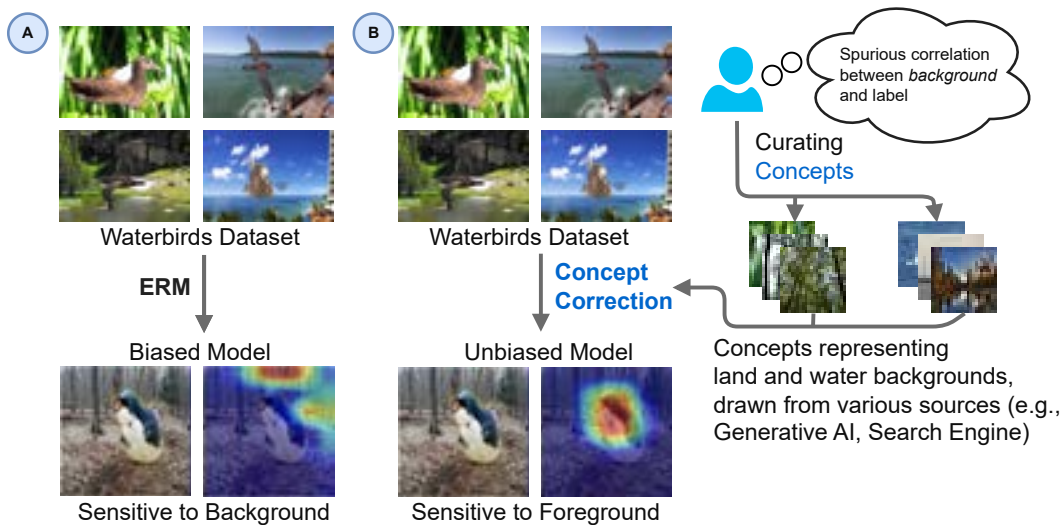 A
Waterbirds Dataset
ERM
Biased Model
Sensitive to Background
B
Waterbirds Dataset
Concept
Correction
Unbiased Model
Sensitive to Foreground
Spurious correlation
between background
and label
Curating
Concepts
Concepts representing
land and water backgrounds,
drawn from various sources (e.g.,
Generative AI, Search Engine)